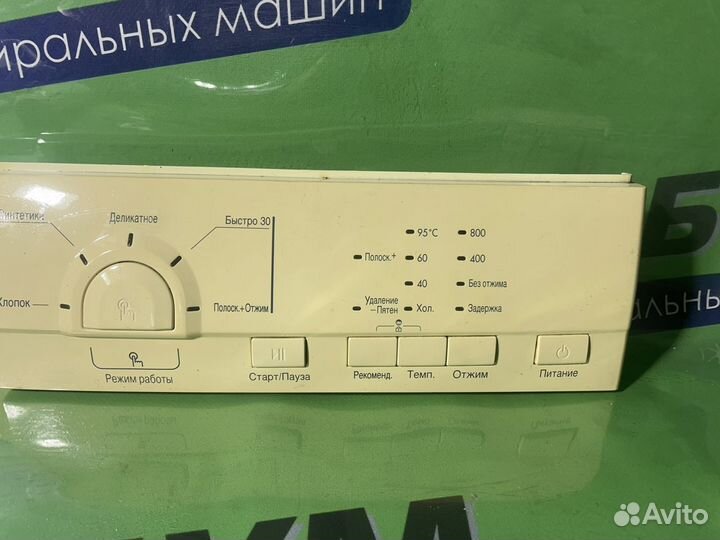 иральных машин
Синтетики
Деликатное
Быстро 30
Хлопок
Полоск.+Отжим
Режим работы
Старт/Пауза
Полоск.+
Удаление
–Пятен
95°C
60
40
Хол.
800
400
Без отжима
Задержка
Рекоменд.
Темп.
Отжим
Питание
Б
альны
Avito